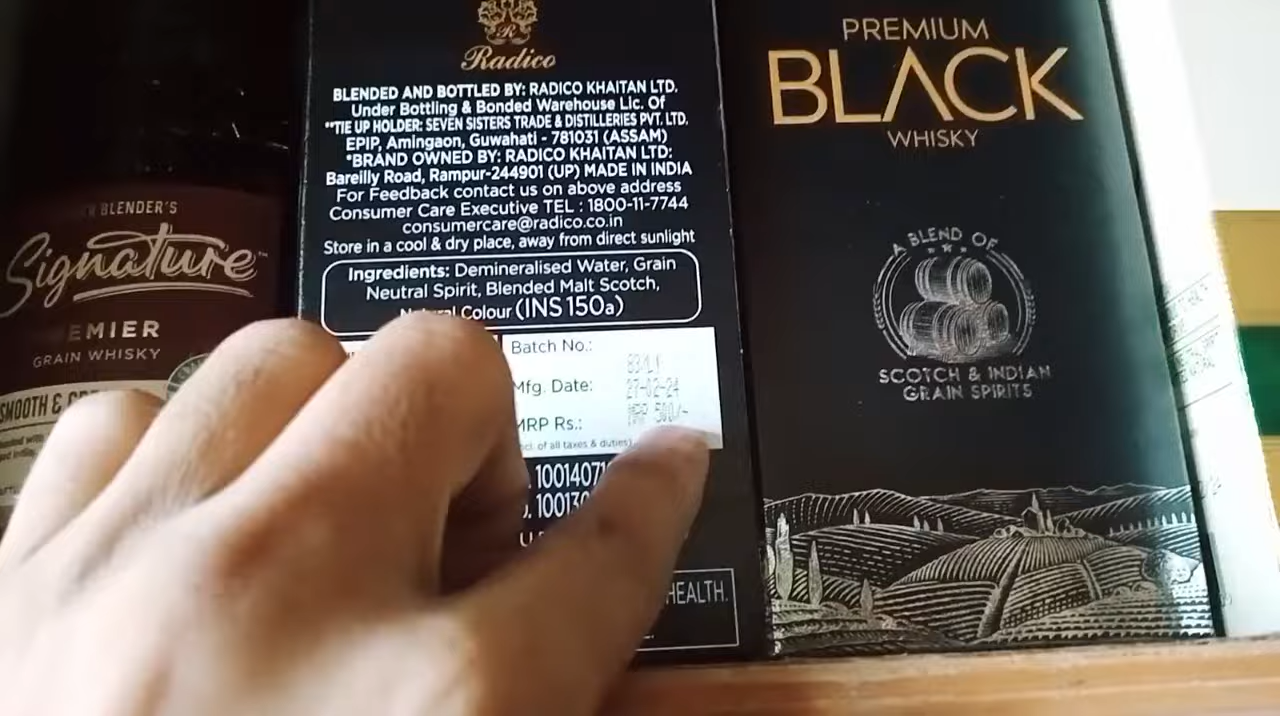 BLENDER'S
Signature
PREMIER
GRAIN WHISKY
SMOOTH &
Radico
BLENDED AND BOTTLED BY: RADICO KHAITAN LTD.
Under Bottling & Bonded Warehouse Lic. Of
**TIE UP HOLDER: SEVEN SISTERS TRADE & DISTILLERIES PVT. LTD.
EPIP, Amingaon, Guwahati - 781031 (ASSAM)
*BRAND OWNED BY: RADICO KHAITAN LTD:
Bareilly Road, Rampur-244901 (UP) MADE IN INDIA
For Feedback contact us on above address
Consumer Care Executive TEL : 1800-11-7744
consumercare@radico.co.in
Store in a cool & dry place, away from direct sunlight
Ingredients: Demineralised Water, Grain
Neutral Spirit, Blended Malt Scotch,
Natural Colour (INS 150a)
Batch No.:
Mfg. Date: 27-02-24
MRP Rs.: MRP 500/-
of all taxes & duties)
HEALTH.
PREMIUM
BLACK
WHISKY
A BLEND OF
SCOTCH & INDIAN
GRAIN SPIRITS